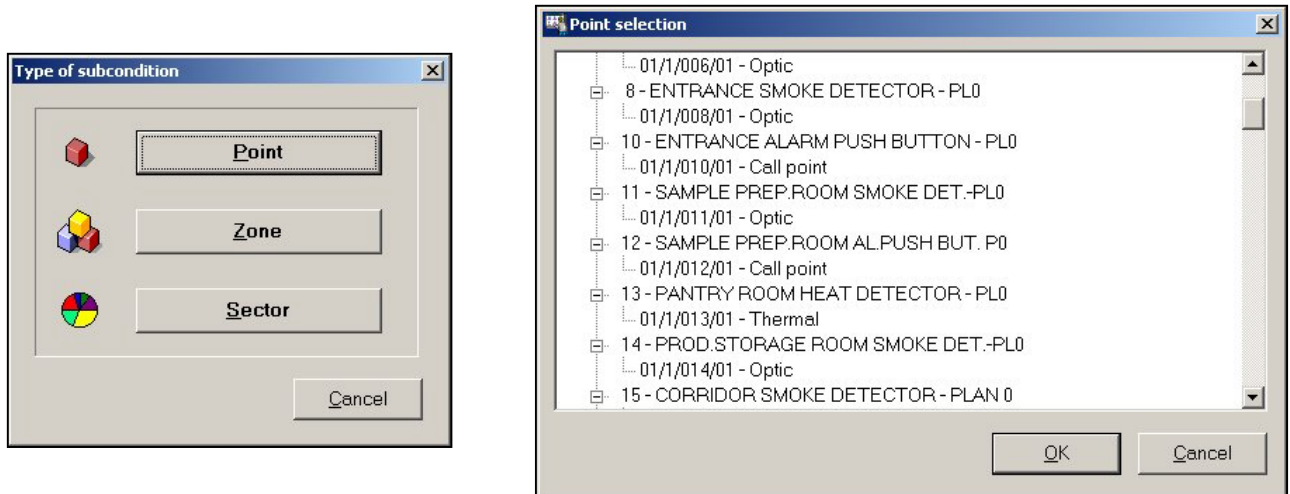 Type of subcondition
Point
Zone
Sector
Cancel
Point selection
01/1/006/01 - Optic
8 - ENTRANCE SMOKE DETECTOR - PL0
01/1/008/01 - Optic
10 - ENTRANCE ALARM PUSH BUTTON - PL0
01/1/010/01 - Call point
11 - SAMPLE PREP.ROOM SMOKE DET.-PL0
01/1/011/01 - Optic
12 - SAMPLE PREP.ROOM AL.PUSH BUT. P0
01/1/012/01 - Call point
13 - PANTRY ROOM HEAT DETECTOR - PL0
01/1/013/01 - Thermal
14 - PROD.STORAGE ROOM SMOKE DET.-PL0
01/1/014/01 - Optic
15 - CORRIDOR SMOKE DETECTOR - PLAN 0
OK
Cancel